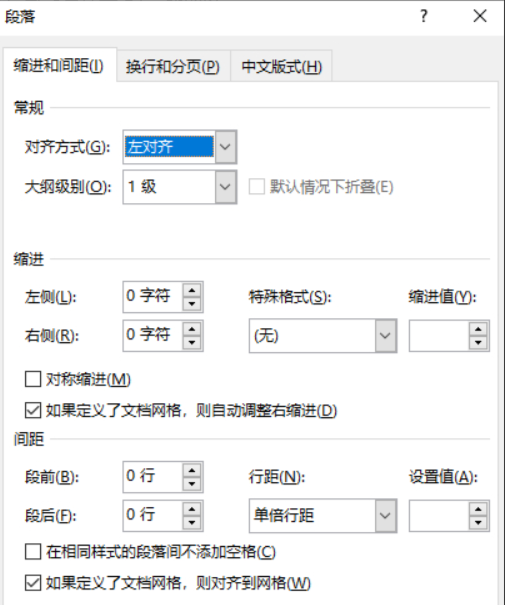 段落 ?
缩进和间距(I) 换行和分页(P) 中文版式(H)
常规
对齐方式(G): 左对齐
大纲级别(O): 1 级 默认情况下折叠(E)
缩进
左侧(L): 0 字符 特殊格式(S): 缩进值(Y):
右侧(R): 0 字符 (无)
对称缩进(M)
如果定义了文档网格，则自动调整右缩进(D)
间距
段前(B): 0 行 行距(N): 设置值(A):
段后(F): 0 行 单倍行距
在相同样式的段落间不添加空格(C)
如果定义了文档网格，则对齐到网格(W)